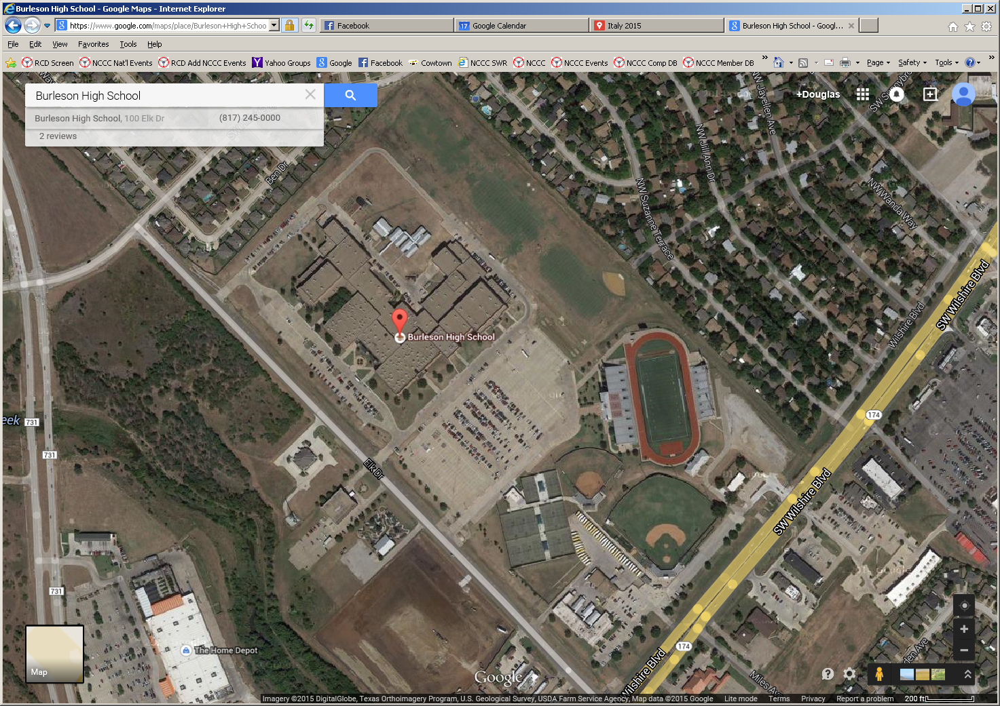 Burleson High School - Google Maps - Internet Explorer
https://www.google.com/maps/place/Burleson+High+Schoo
Facebook
17 Google Calendar
Italy 2015
Burleson High School - Googl...
File Edit View Favorites Tools Help
RCD Screen NCCC Nat'l Events RCD Add NCCC Events Yahoo Groups Google Facebook Cowtown NCCC SWR NCCC NCCC Events NCCC Comp DB NCCC Member DB » Page Safety Tools »
Burleson High School
+Douglas
Burleson High School, 100 Elk Dr (817) 245-0000
2 reviews
NW Jayellen Ave
NW Jill Ann Dr
Ben Dr
NW Suzanne Terrace
NW Wanda Way
SW Wilshire Blvd
Wilshire Blvd
Burleson High School
174
eek 731
731
Elk Dr
SW Wilshire Blvd
731
The Home Depot
174
Wilshire Blvd
den Ave
Miles Av
Map
Google
Imagery ©2015 DigitalGlobe, Texas Orthoimagery Program, U.S. Geological Survey, USDA Farm Service Agency, Map data ©2015 Google Lite mode Terms Privacy Report a problem 200 ft